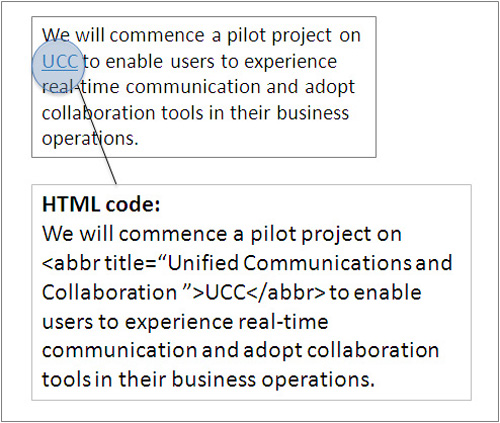 We will commence a pilot project on
UCC to enable users to experience
real-time communication and adopt
collaboration tools in their business
operations.
HTML code:
We will commence a pilot project on
<abbr title=“Unified Communications and
Collaboration ”>UCC</abbr> to enable
users to experience real-time
communication and adopt collaboration
tools in their business operations.